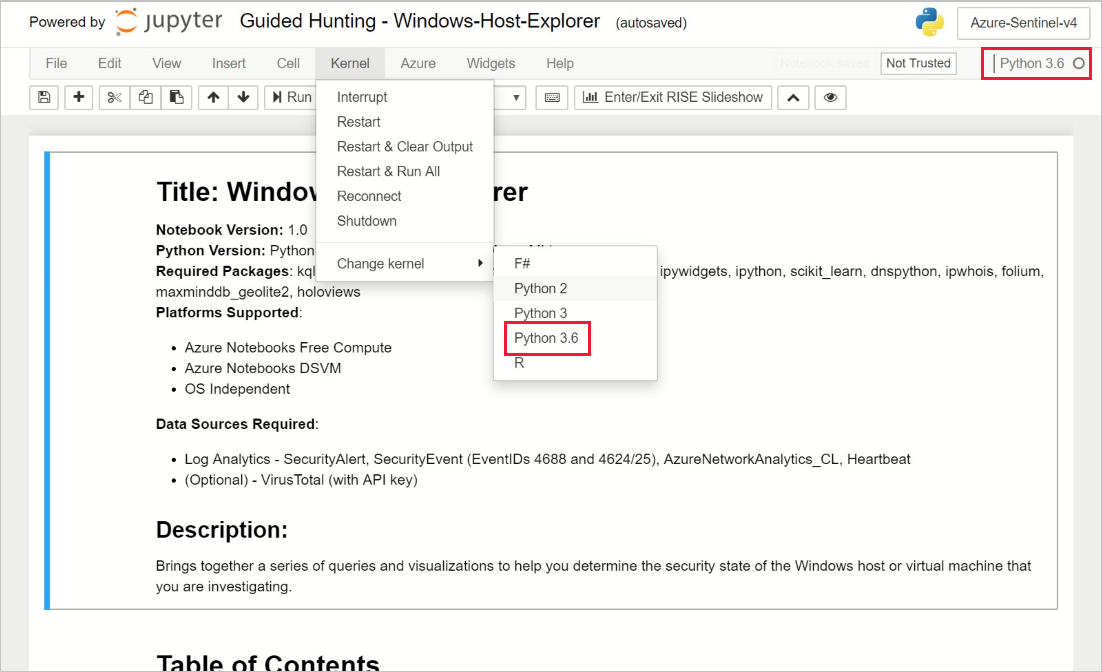 Powered by jupyter Guided Hunting - Windows-Host-Explorer (autosaved) Azure-Sentinel-v4
File Edit View Insert Cell Kernel Azure Widgets Help Notebook saved Not Trusted Python 3.6
Run Enter/Exit RISE Slideshow
Interrupt
Restart
Restart & Clear Output
Restart & Run All
Reconnect
Shutdown
Change kernel
F#
Python 2
Python 3
Python 3.6
R
Title: Window rer
Notebook Version: 1.0
Python Version: Python
Required Packages: kql ipywidgets, ipython, scikit_learn, dnspython, ipwhois, folium,
maxminddb_geolite2, holoviews
Platforms Supported:
• Azure Notebooks Free Compute
• Azure Notebooks DSVM
• OS Independent
Data Sources Required:
• Log Analytics - SecurityAlert, SecurityEvent (EventIDs 4688 and 4624/25), AzureNetworkAnalytics_CL, Heartbeat
• (Optional) - VirusTotal (with API key)
Description:
Brings together a series of queries and visualizations to help you determine the security state of the Windows host or virtual machine that
you are investigating.
Table of Contents